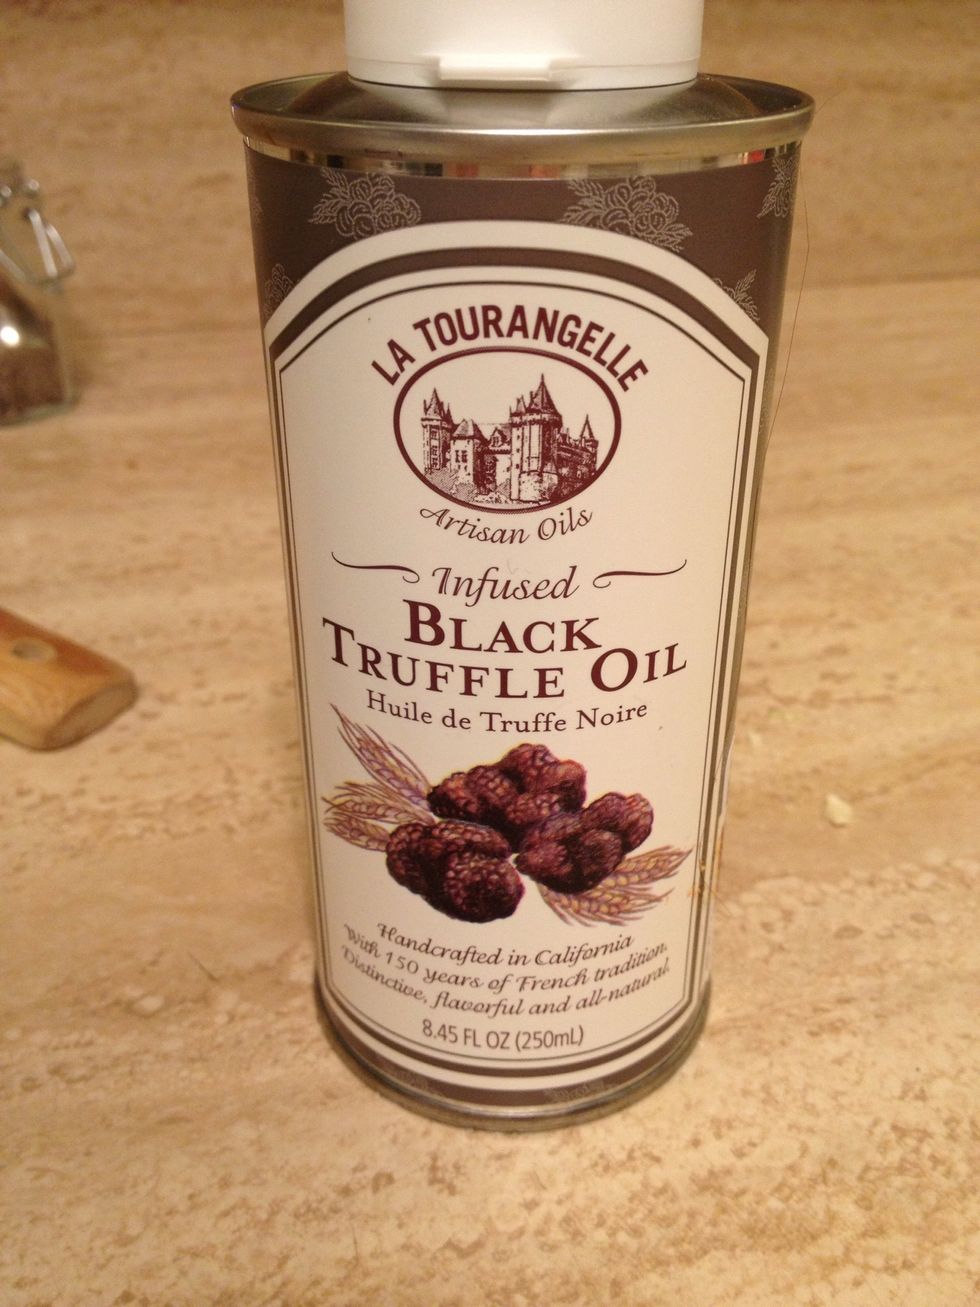 LA TOURANGELLE
Artisan Oils
Infused
BLACK
TRUFFLE OIL
Huile de Truffe Noire
Handcrafted in California
With 150 years of French tradition.
Distinctive, flavorful and all-natural.
8.45 FL OZ (250mL)